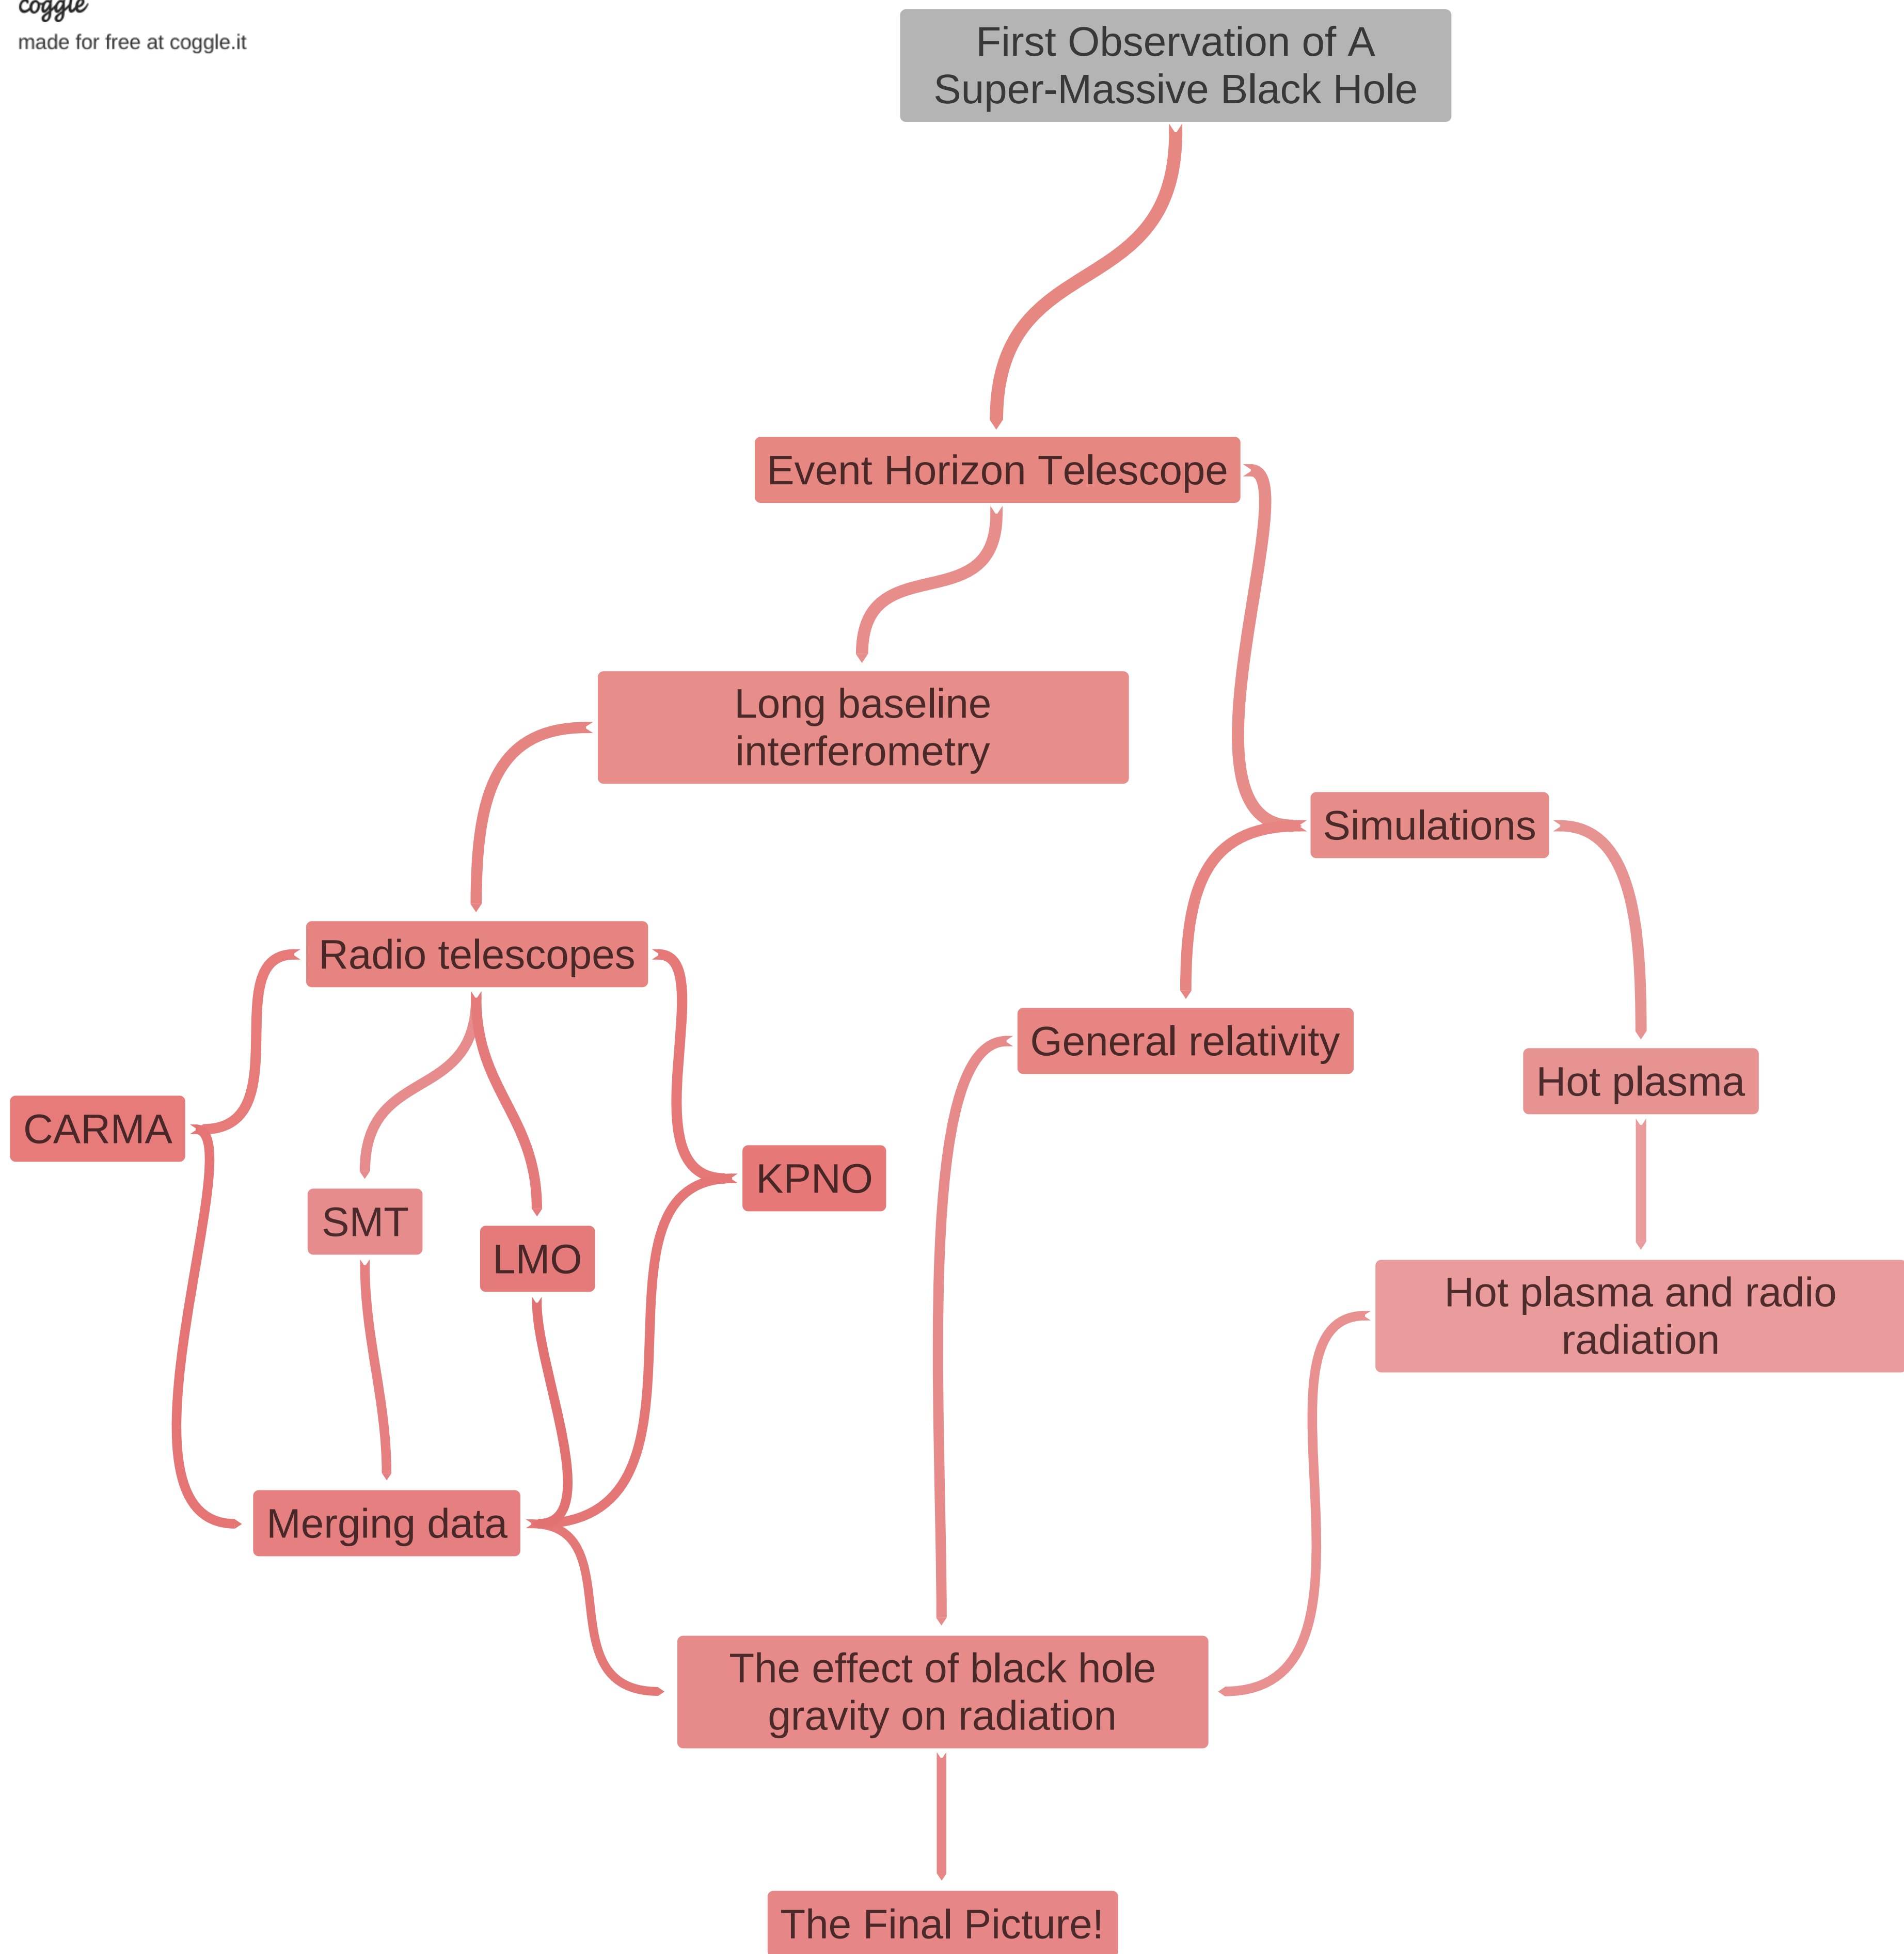 coggle
made for free at coggle.it
First Observation of A
Super-Massive Black Hole
Event Horizon Telescope
Long baseline
interferometry
Simulations
Radio telescopes
General relativity
Hot plasma
CARMA
KPNO
SMT
LMO
Hot plasma and radio
radiation
Merging data
The effect of black hole
gravity on radiation
The Final Picture!